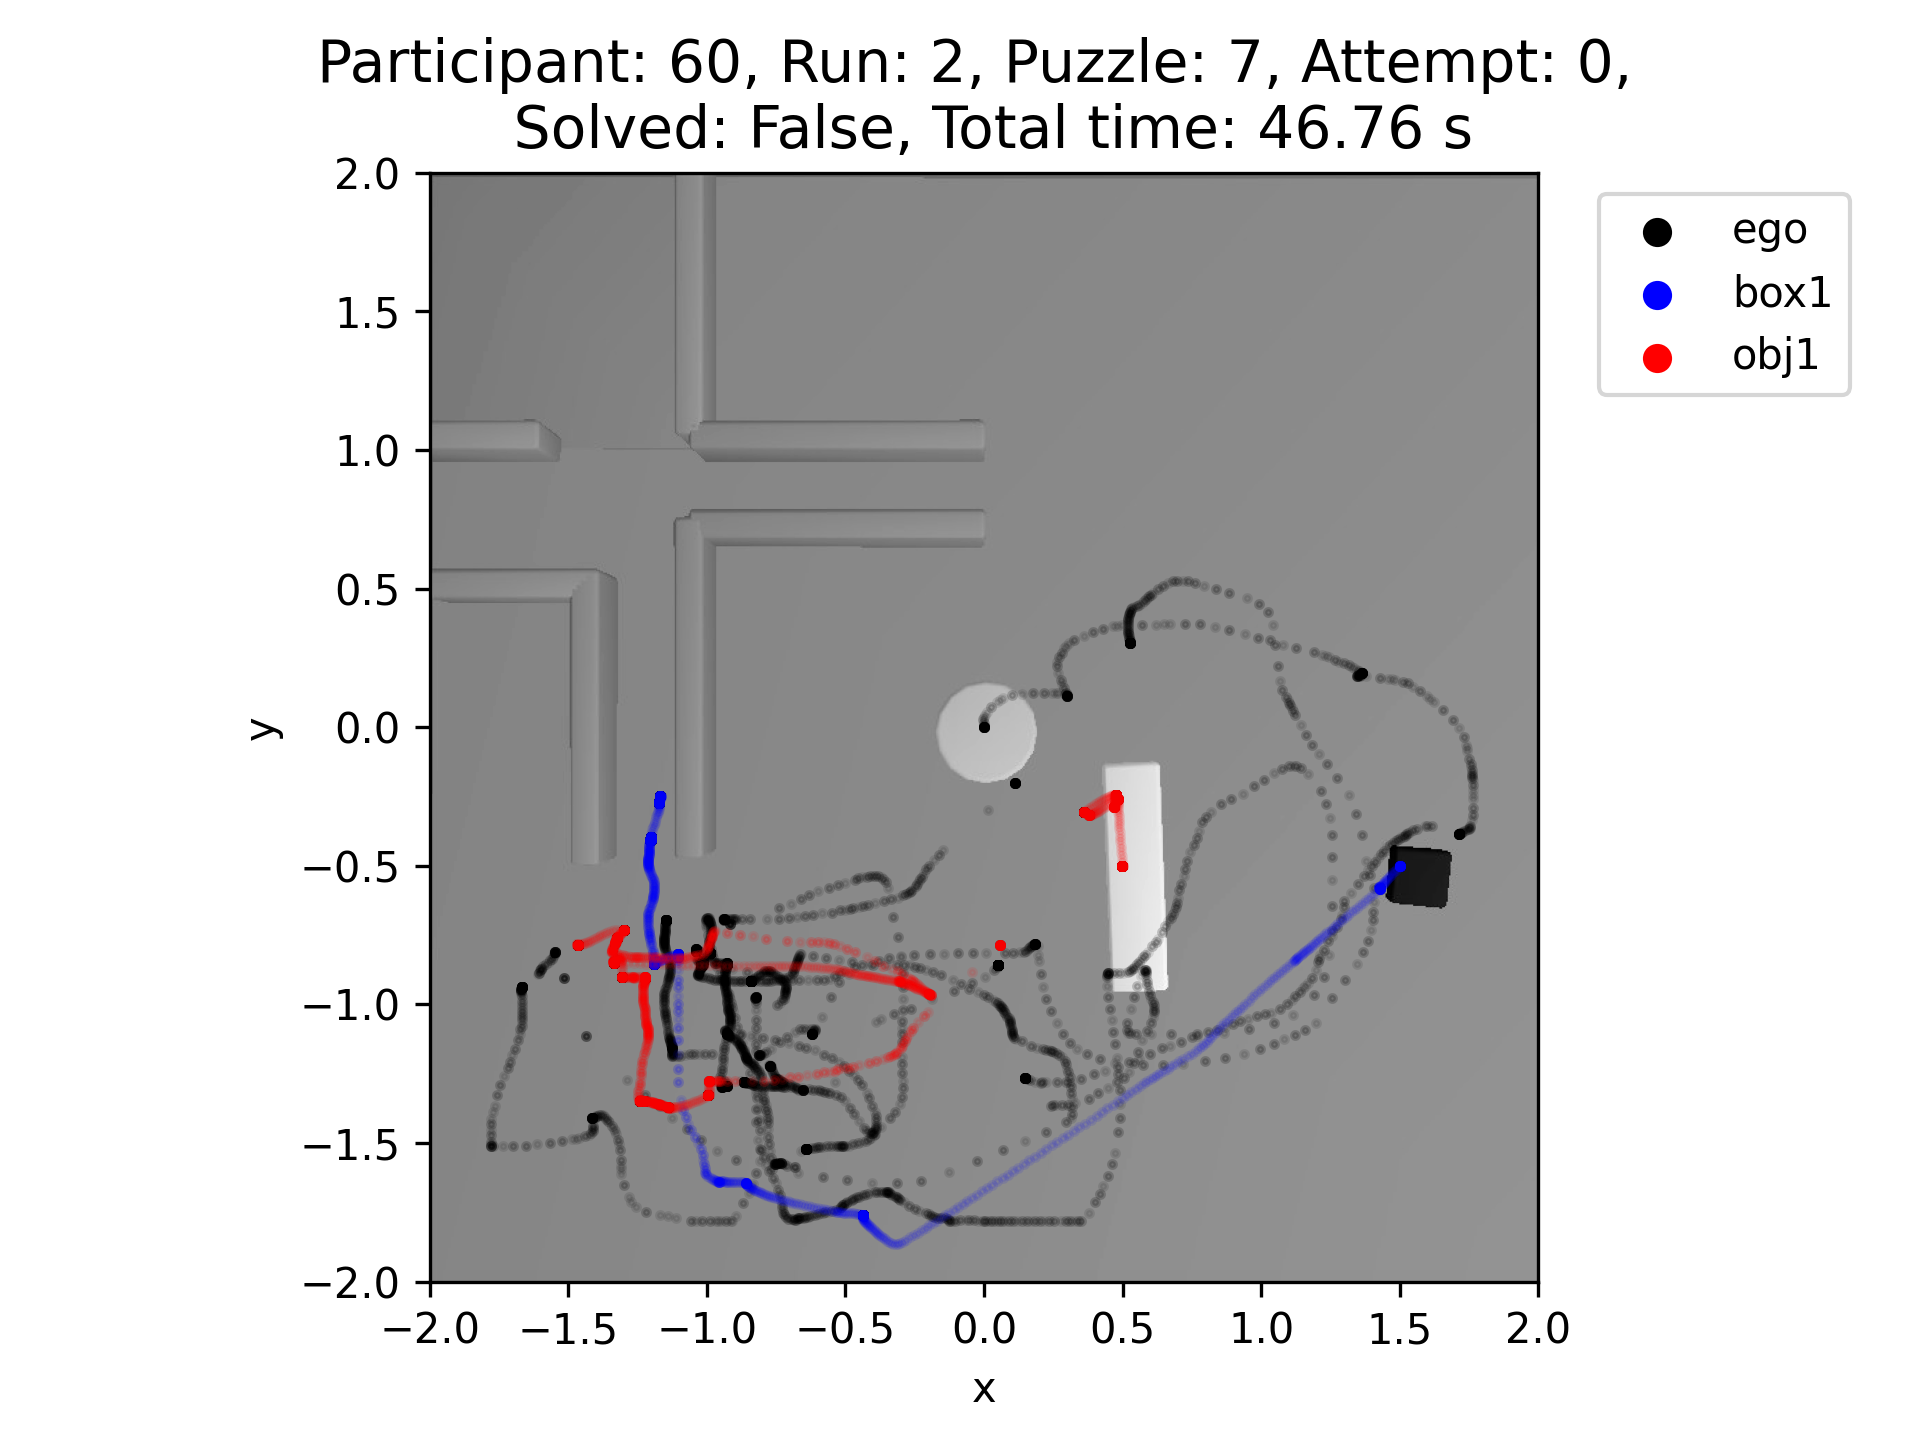 Participant: 60, Run: 2, Puzzle: 7, Attempt: 0,
Solved: False, Total time: 46.76 s
ego
box1
obj1
2.0
1.5
1.0
0.5
0.0
−0.5
−1.0
−1.5
−2.0
y
−2.0 −1.5 −1.0 −0.5 0.0 0.5 1.0 1.5 2.0
x